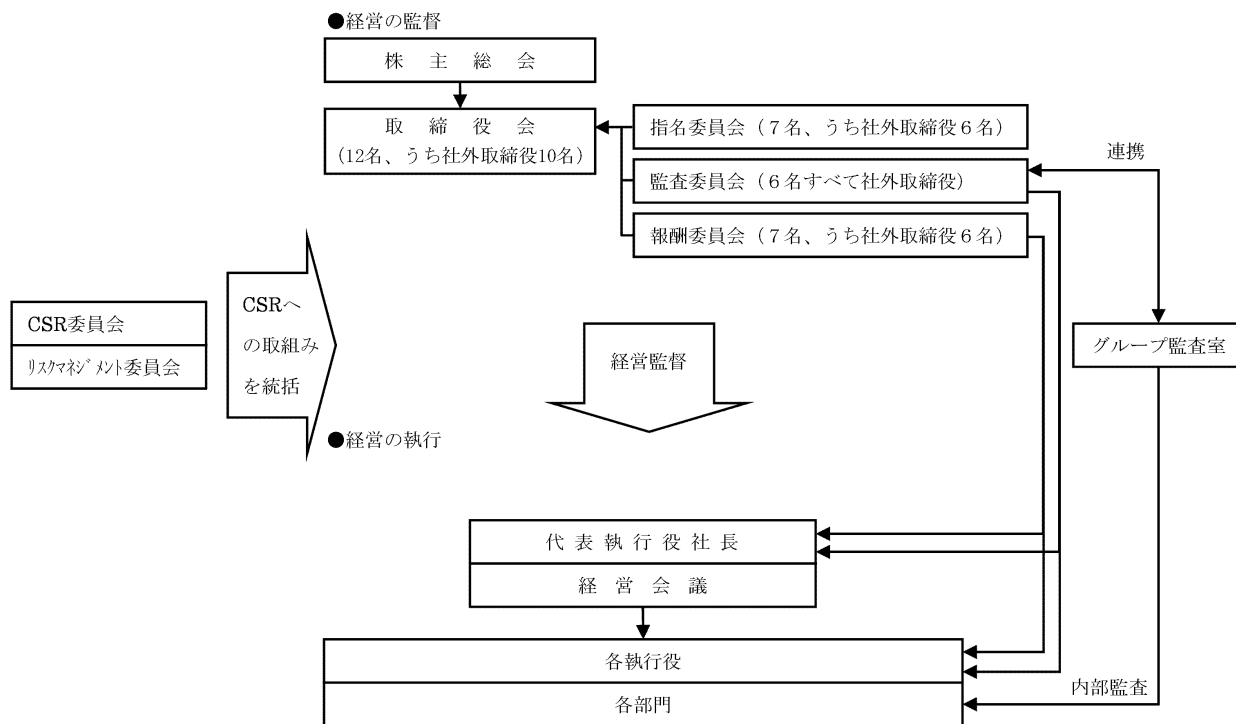 ●経営の監督
株主総会
取締役会
(12名、うち社外取締役10名)
指名委員会(7名、うち社外取締役6名)
監査委員会(6名すべて社外取締役)
報酬委員会(7名、うち社外取締役6名)
連携
グループ監査室
CSR委員会
ﾘｽｸﾏﾈｼﾞﾒﾝﾄ委員会
CSRへ
の取組み
を統括
経営監督
●経営の執行
代表執行役社長
経営会議
各執行役
各部門
内部監査